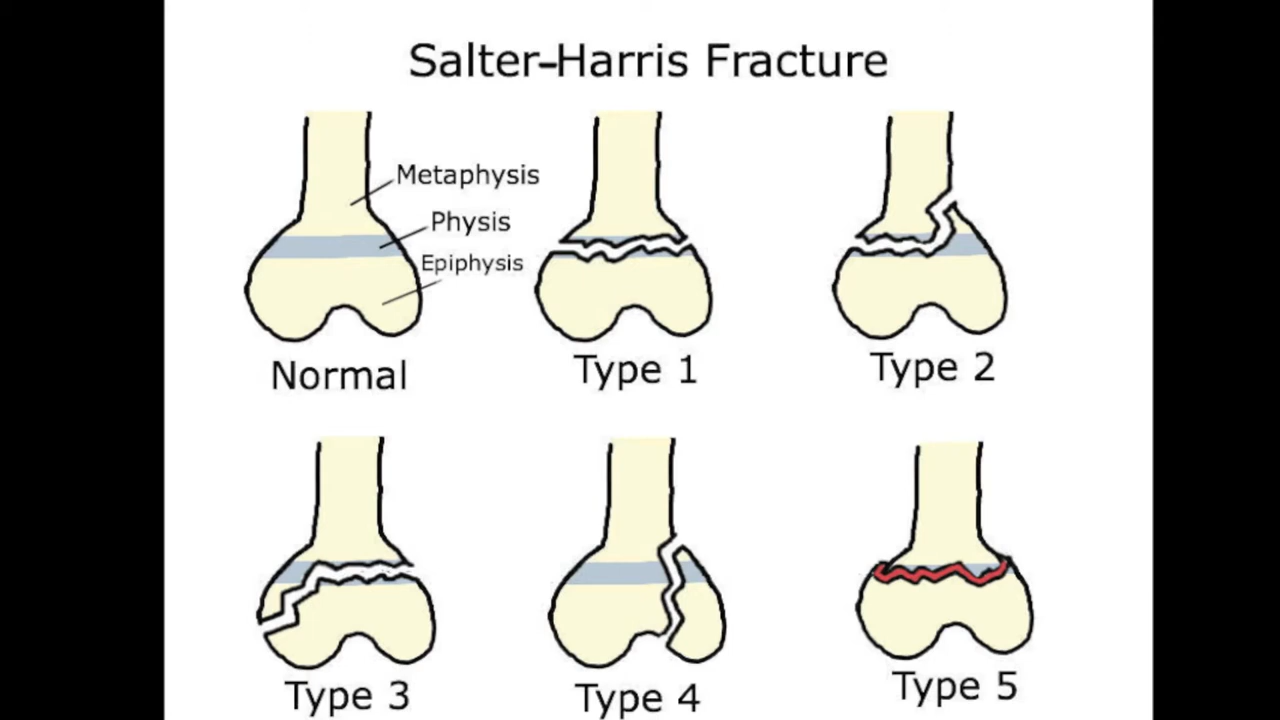 Salter-Harris Fracture
Metaphysis
Physis
Epiphysis
Normal
Type 1
Type 2
Type 3
Type 4
Type 5